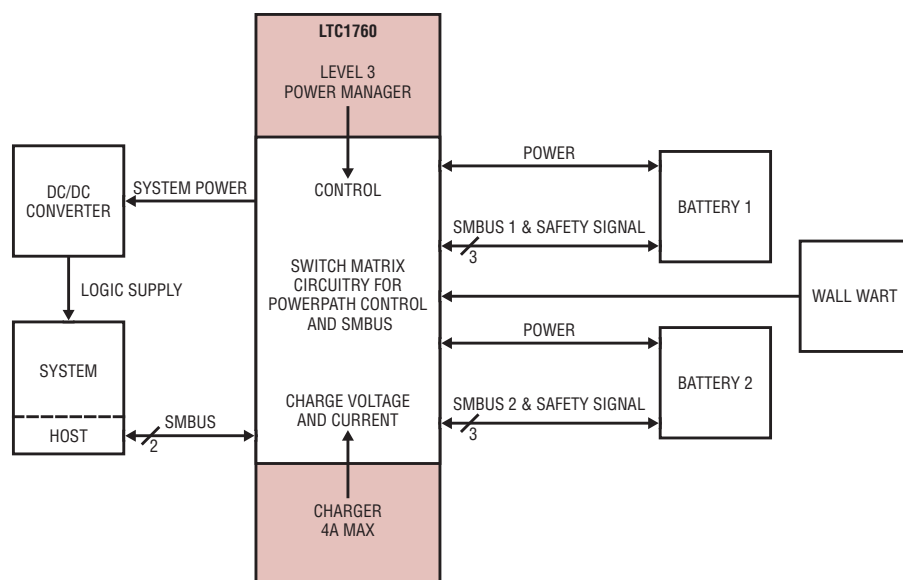 LTC1760
LEVEL 3
POWER MANAGER
CONTROL
SWITCH MATRIX
CIRCUITRY FOR
POWERPATH CONTROL
AND SMBUS
CHARGE VOLTAGE
AND CURRENT
CHARGER
4A MAX
DC/DC
CONVERTER
SYSTEM POWER
LOGIC SUPPLY
SYSTEM
HOST
SMBUS
2
POWER
BATTERY 1
SMBUS 1 & SAFETY SIGNAL
3
WALL WART
POWER
BATTERY 2
SMBUS 2 & SAFETY SIGNAL
3